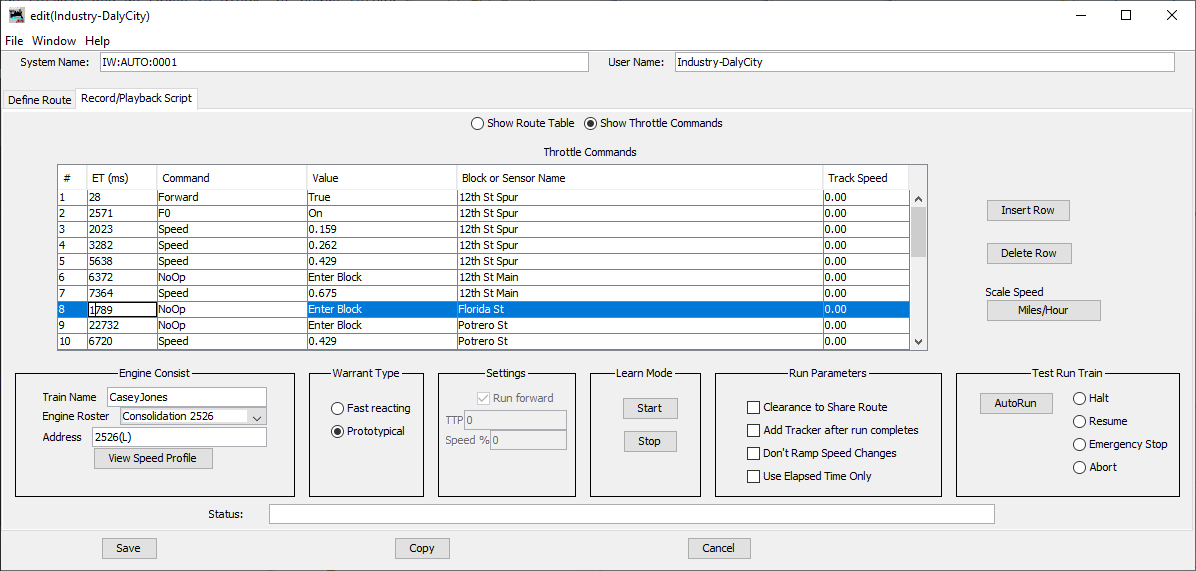 edit(Industry-DalyCity)
File Window Help
System Name: IW:AUTO:0001 User Name: Industry-DalyCity
Define Route Record/Playback Script
Show Route Table Show Throttle Commands
Throttle Commands
# ET (ms) Command Value Block or Sensor Name Track Speed
1 28 Forward True 12th St Spur 0.00
2 2571 F0 On 12th St Spur 0.00
3 2023 Speed 0.159 12th St Spur 0.00
4 3282 Speed 0.262 12th St Spur 0.00
5 5638 Speed 0.429 12th St Spur 0.00
6 6372 NoOp Enter Block 12th St Main 0.00
7 7364 Speed 0.675 12th St Main 0.00
8 1789 NoOp Enter Block Florida St 0.00
9 22732 NoOp Enter Block Potrero St 0.00
10 6720 Speed 0.429 Potrero St 0.00
Insert Row
Delete Row
Scale Speed
Miles/Hour
Engine Consist
Train Name CaseyJones
Engine Roster Consolidation 2526
Address 2526(L)
View Speed Profile
Warrant Type
Fast reacting
Prototypical
Settings
Run forward
TTP 0
Speed % 0
Learn Mode
Start
Stop
Run Parameters
Clearance to Share Route
Add Tracker after run completes
Don't Ramp Speed Changes
Use Elapsed Time Only
Test Run Train
AutoRun
Halt
Resume
Emergency Stop
Abort
Status:
Save Copy Cancel